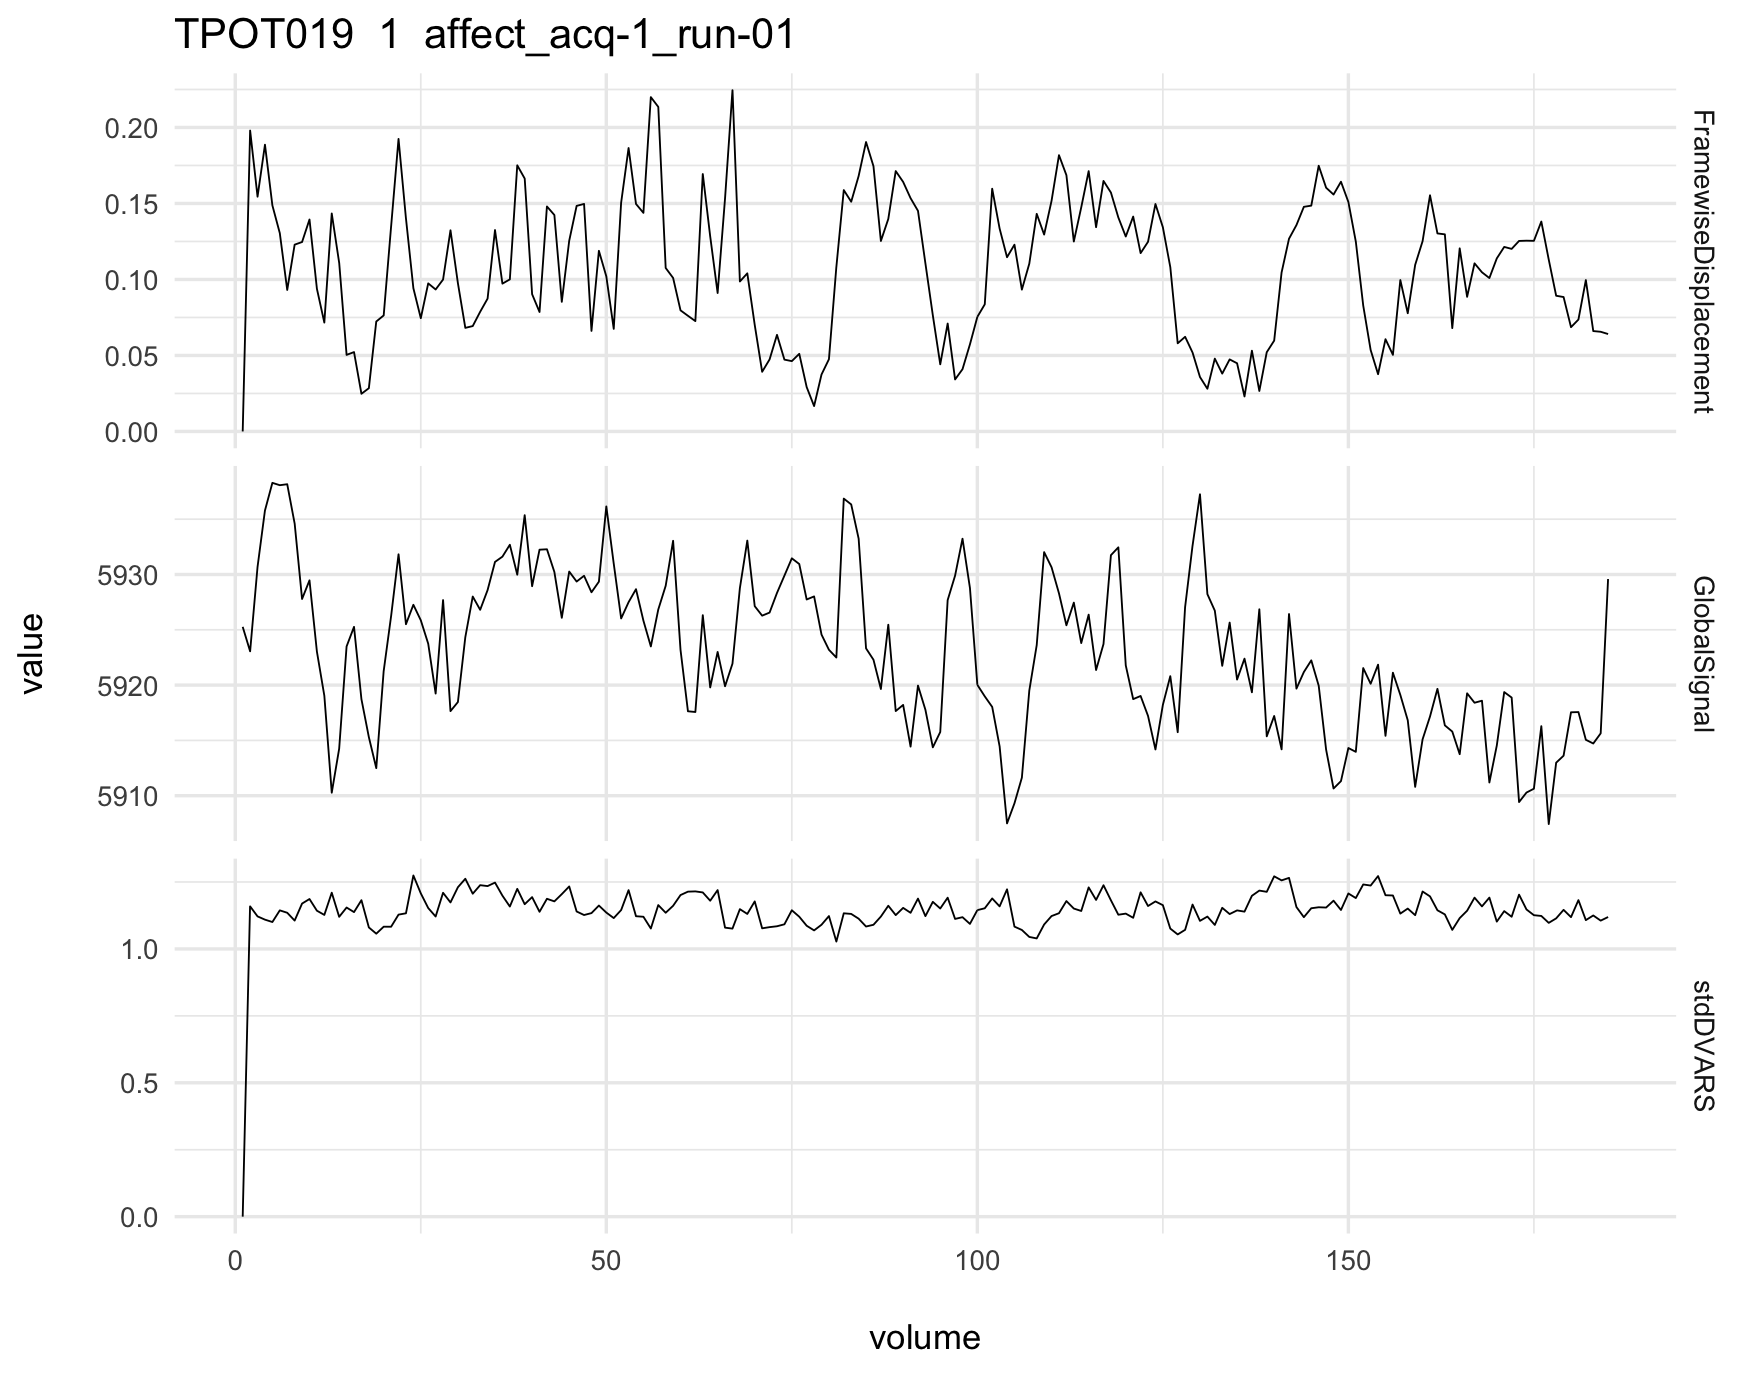 TPOT019  1  affect_acq-1_run-01
value
0.20
0.15
0.10
0.05
0.00
FramewiseDisplacement
5930
5920
5910
GlobalSignal
1.0
0.5
0.0
stdDVARS
0
50
100
150
volume